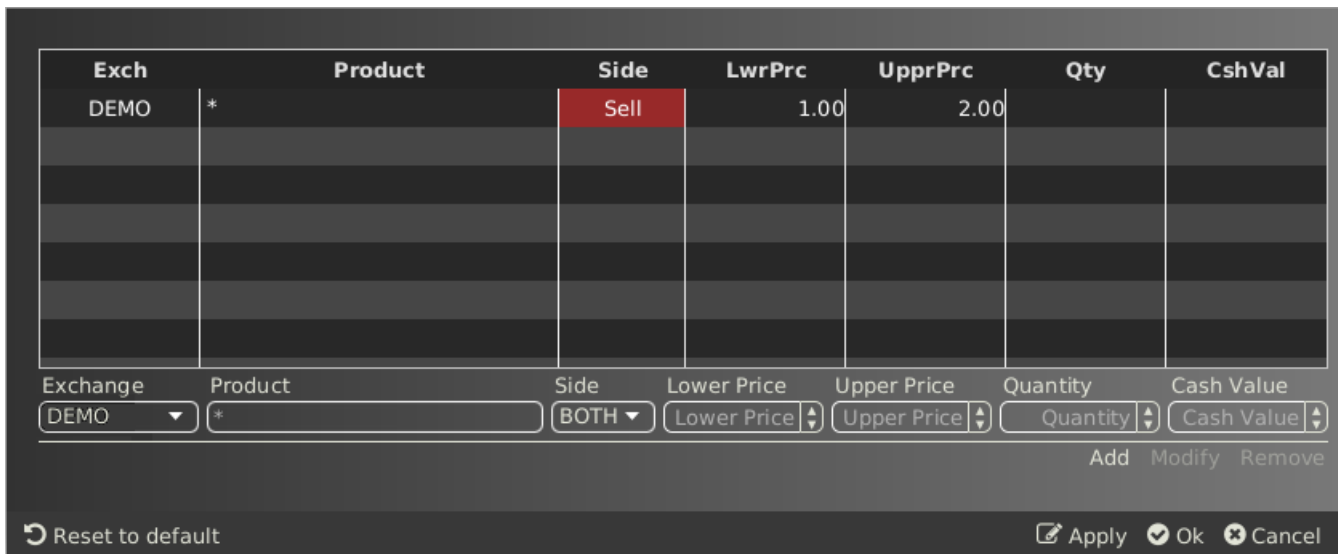 Exch Product Side LwrPrc UpprPrc Qty CshVal
DEMO * Sell 1.00 2.00
Exchange Product Side Lower Price Upper Price Quantity Cash Value
DEMO * BOTH Lower Price Upper Price Quantity Cash Value
Add Modify Remove
Reset to default Apply Ok Cancel